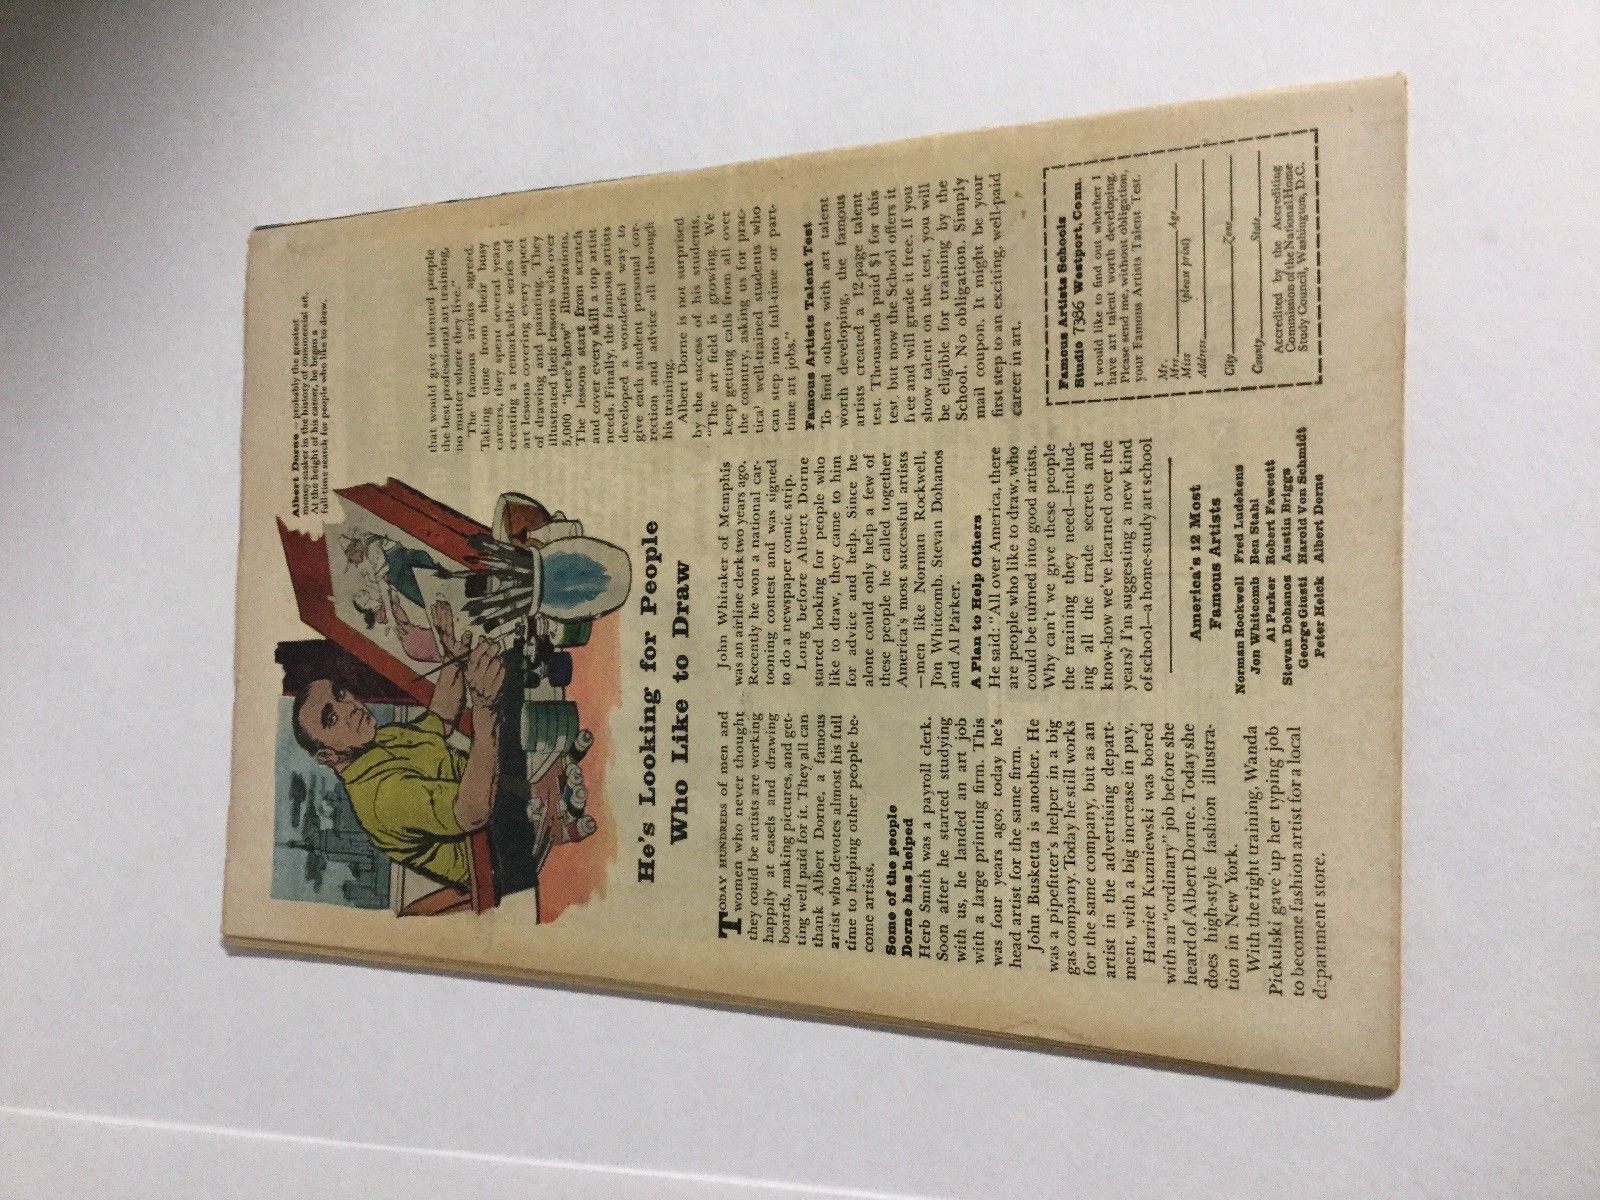 Albert Dorne – probably the greatest
money-maker in the history of commercial art.
At the height of his career, he began a
full-time search for people who like to draw.
He's Looking for People
Who Like to Draw
TODAY HUNDREDS of men and
women who never thought
they could be artists are working
happily at easels and drawing
boards, making pictures, and get-
ting well paid for it. They all can
thank Albert Dorne, a famous
artist who devotes almost his full
time to helping other people be-
come artists.
Some of the people
Dorne has helped
Herb Smith was a payroll clerk.
Soon after he started studying
with us, he landed an art job
with a large printing firm. This
was four years ago; today he's
head artist for the same firm.
John Busketta is another. He
was a pipefitter's helper in a big
gas company. Today he still works
for the same company, but as an
artist in the advertising depart-
ment, with a big increase in pay.
Harriet Kuzniewski was bored
with an "ordinary" job before she
heard of Albert Dorne. Today she
does high-style fashion illustra-
tion in New York.
With the right training, Wanda
Pickulski gave up her typing job
to become fashion artist for a local
department store.
John Whitaker of Memphis
was an airline clerk two years ago.
Recently he won a national car-
tooning contest and was signed
to do a newspaper comic strip.
Long before Albert Dorne
started looking for people who
like to draw, they came to him
for advice and help. Since he
alone could only help a few of
these people he called together
America's most successful artists
—men like Norman Rockwell,
Jon Whitcomb, Stevan Dohanos
and Al Parker.
A Plan to Help Others
He said: "All over America, there
are people who like to draw, who
could be turned into good artists.
Why can't we give these people
the training they need—includ-
ing all the trade secrets and
know-how we've learned over the
years? I'm suggesting a new kind
of school—a home-study art school
America's 12 Most
Famous Artists
Norman Rockwell Fred Ludekens
Jon Whitcomb Ben Stahl
Al Parker Robert Fawcett
Stevan Dohanos Austin Briggs
George Giusti Harold Von Schmidt
Peter Helck Albert Dorne
that would give talented people
the best professional art training,
no matter where they live."
The famous artists agreed.
Taking time from their busy
careers, they spent several years
creating a remarkable series of
art lessons covering every aspect
of drawing and painting. They
illustrated their lessons with over
5,000 "here's-how" illustrations.
The lessons start from scratch
and cover every skill a top artist
needs. Finally, the famous artists
developed a wonderful way to
give each student personal cor-
rection and advice all through
his training.
Albert Dorne is not surprised
by the success of his students.
"The art field is growing. We
keep getting calls from all over
the country, asking us for prac-
tical well-trained students who
can step into full-time or part-
time art jobs."
Famous Artists Talent Test
To find others with art talent
worth developing, the famous
artists created a 12-page talent
test. Thousands paid $1 for this
test, but now the School offers it
free and will grade it free. If you
show talent on the test, you will
be eligible for training by the
School. No obligation. Simply
mail coupon. It might be your
first step to an exciting, well-paid
career in art.
Famous Artists Schools
Studio 7386 Westport, Conn.
I would like to find out whether I
have art talent worth developing.
Please send me, without obligation,
your Famous Artists Talent Test.
Mr.
Mrs. Age
Miss (please print)
Address
City Zone
County State
Accredited by the Accrediting
Commission of the National Home
Study Council, Washington, D.C.